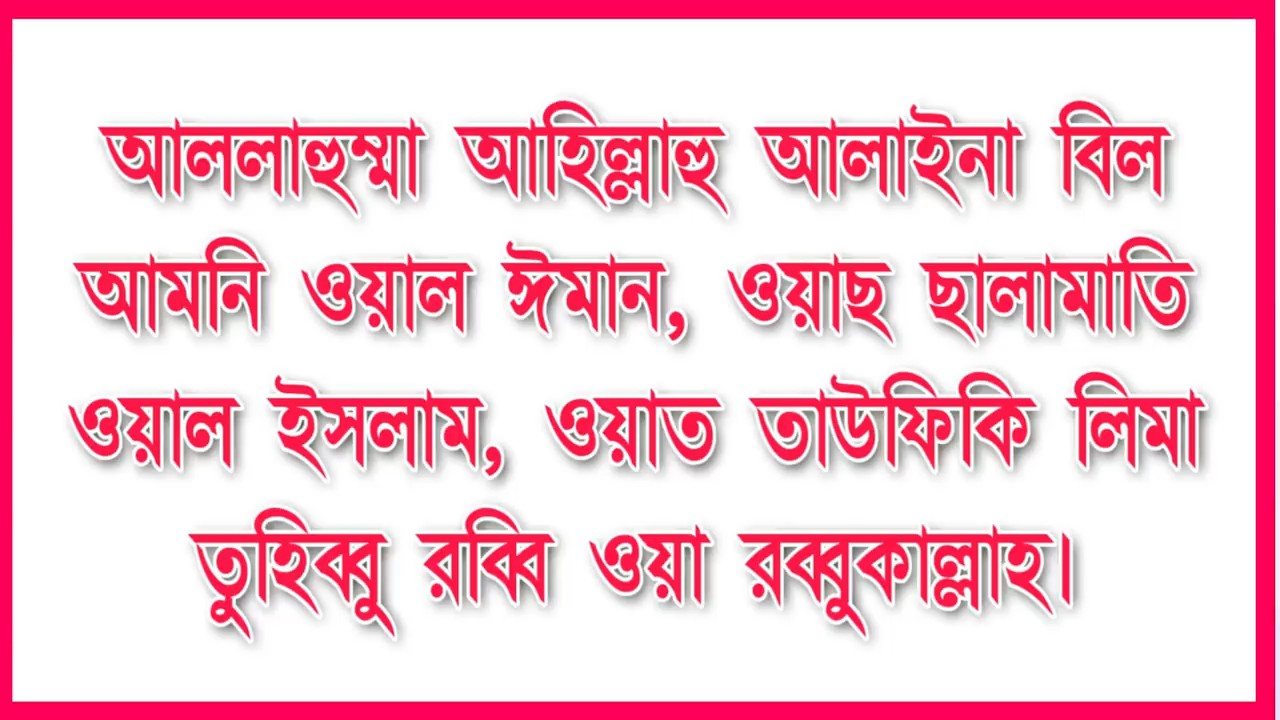 আললাহুম্মা আহিল্লাহু আলাইনা বিল
আমনি ওয়াল ঈমান, ওয়াছ ছালামাতি
ওয়াল ইসলাম, ওয়াত তাউফিকি লিমা
তুহিব্বু রব্বি ওয়া রব্বুকাল্লাহ।